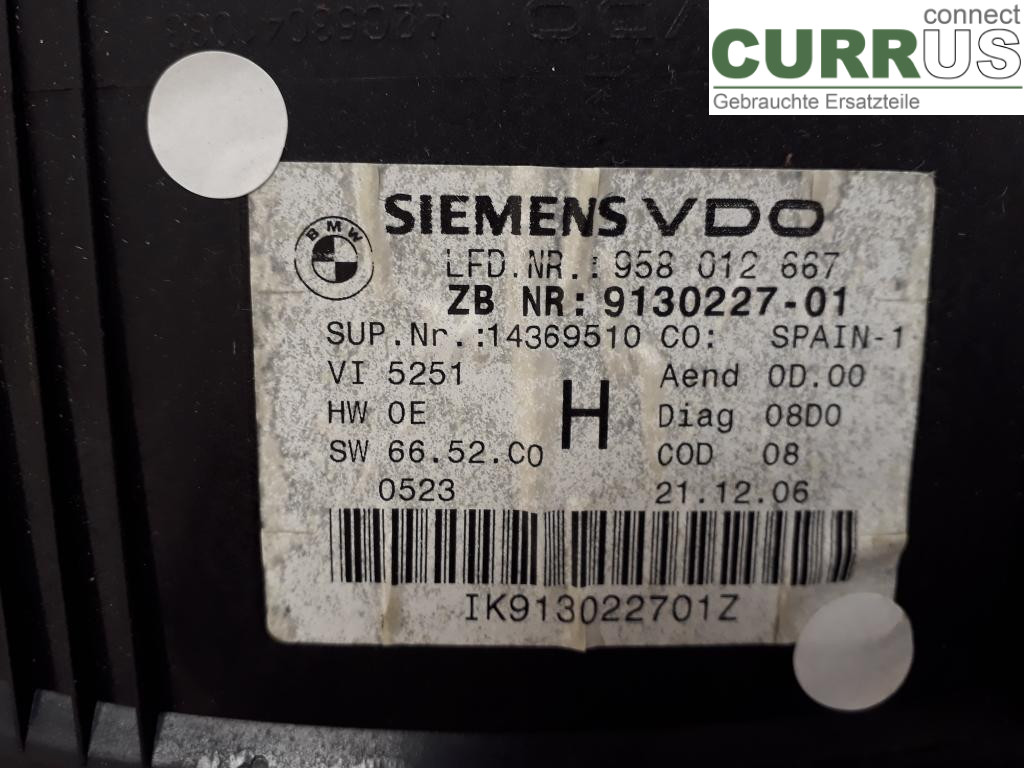 connect
CURRUS
Gebrauchte Ersatzteile
BMW
SIEMENS VDO
LFD.NR.: 958 012 667
ZB NR: 9130227-01
SUP.Nr.:14369510 CO: SPAIN-1
VI 5251 Aend 0D.00
HW 0E H Diag 08D0
SW 66.52.C0 COD 08
0523 21.12.06
IK913022701Z